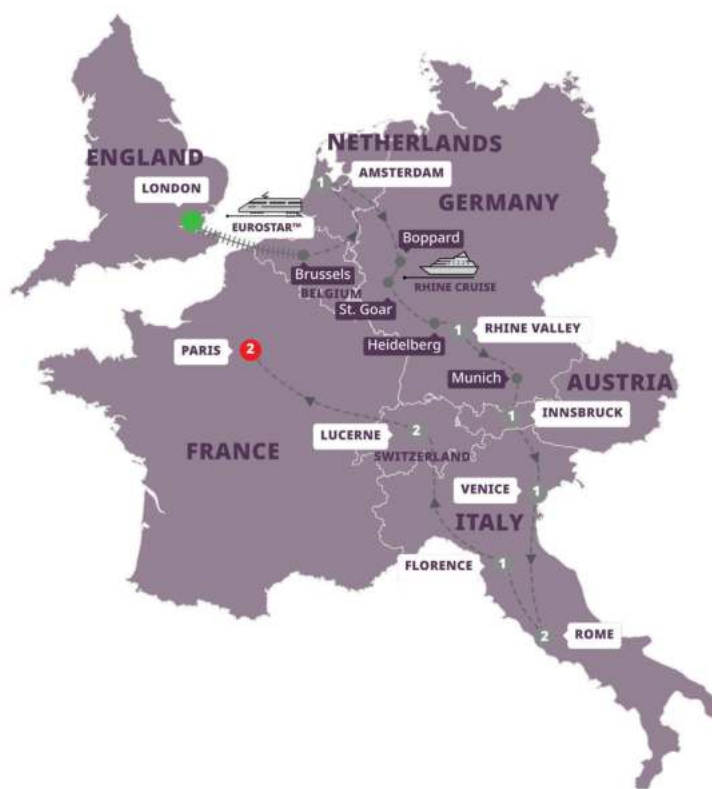 NETHERLANDS
ENGLAND
AMSTERDAM
1
LONDON
GERMANY
EUROSTAR™
Boppard
Brussels
RHINE CRUISE
BELGIUM
St. Goar
1
RHINE VALLEY
Heidelberg
PARIS
2
Munich
AUSTRIA
1
INNSBRUCK
LUCERNE
2
FRANCE
SWITZERLAND
VENICE
1
ITALY
FLORENCE
1
2
ROME